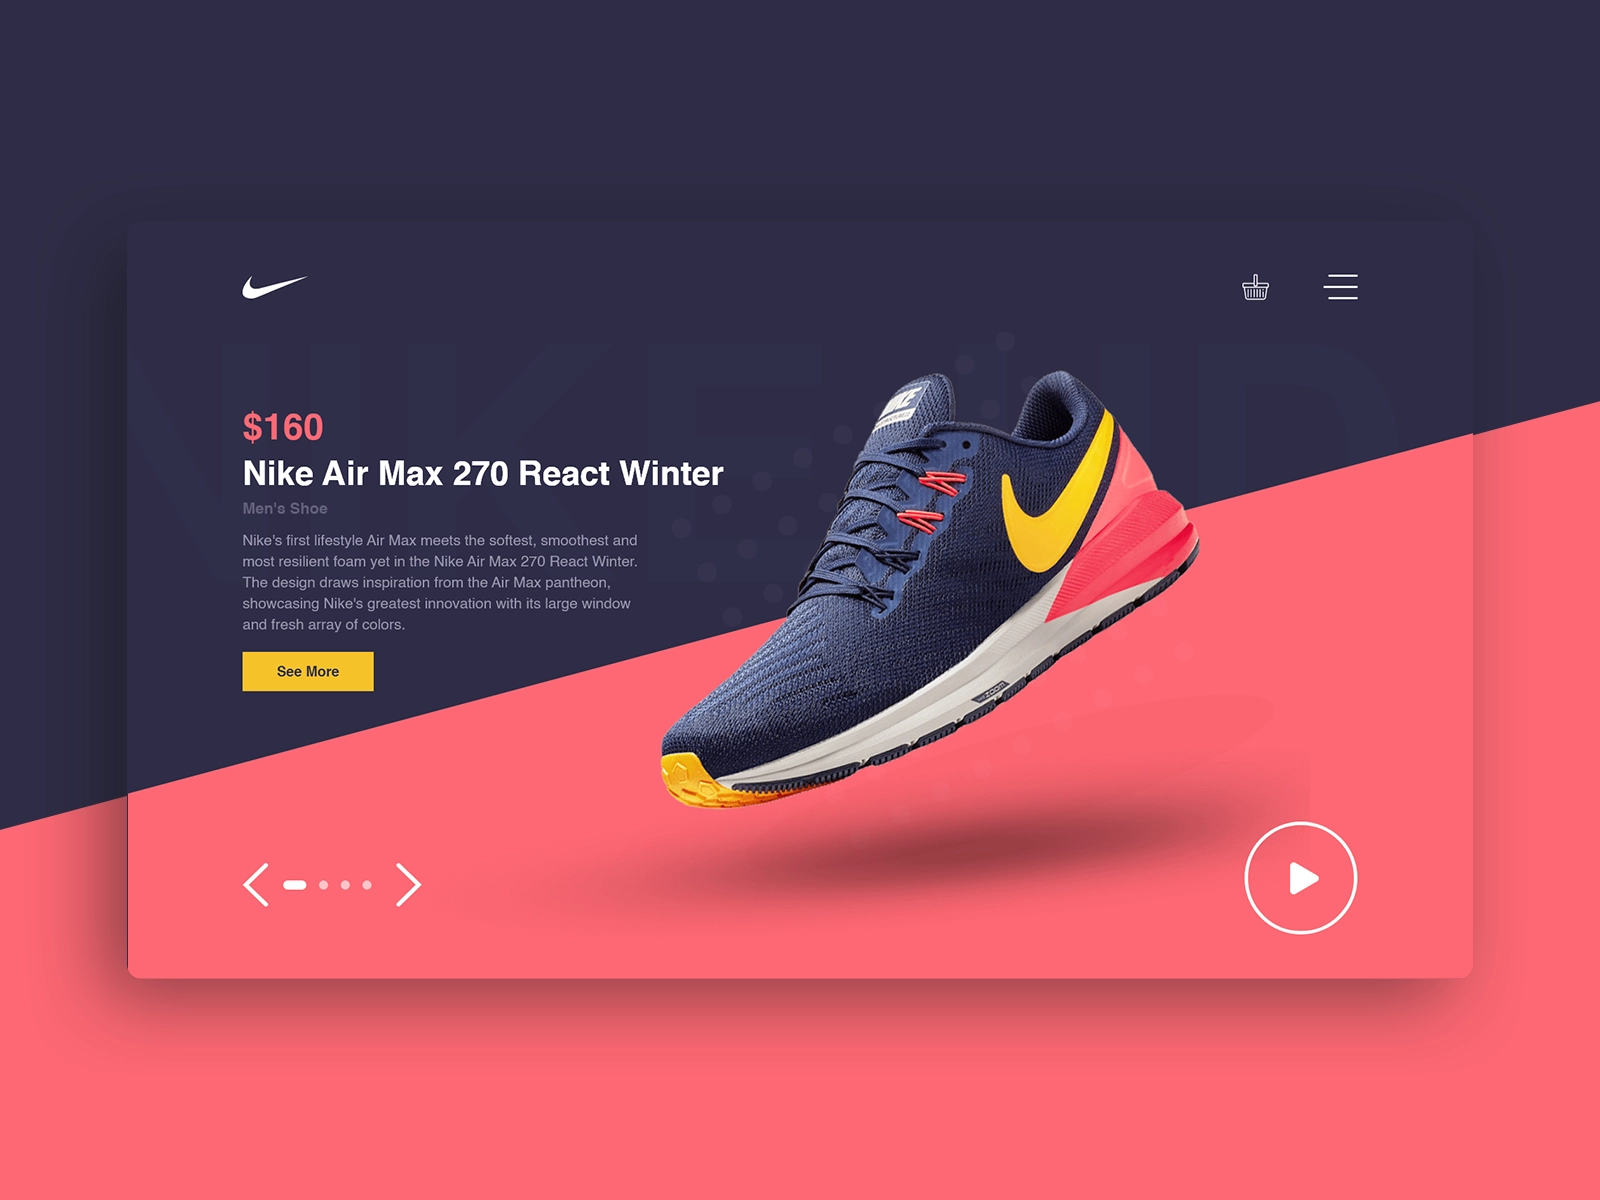 $160
Nike Air Max 270 React Winter
Men's Shoe
Nike's first lifestyle Air Max meets the softest, smoothest and
most resilient foam yet in the Nike Air Max 270 React Winter.
The design draws inspiration from the Air Max pantheon,
showcasing Nike's greatest innovation with its large window
and fresh array of colors.
See More
NIKE
ZOOM